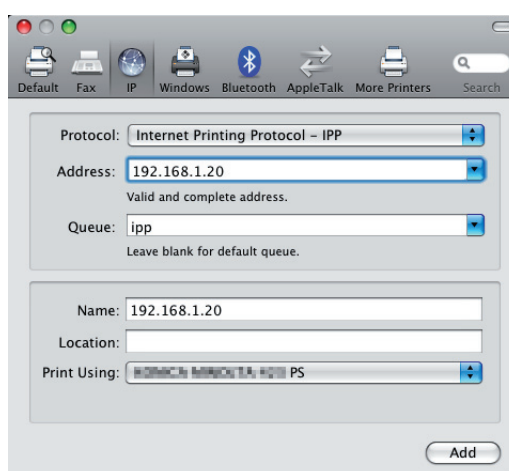 Default Fax IP Windows Bluetooth AppleTalk More Printers Search
Protocol: Internet Printing Protocol – IPP
Address: 192.168.1.20
Valid and complete address.
Queue: ipp
Leave blank for default queue.
Name: 192.168.1.20
Location:
Print Using: PS
Add